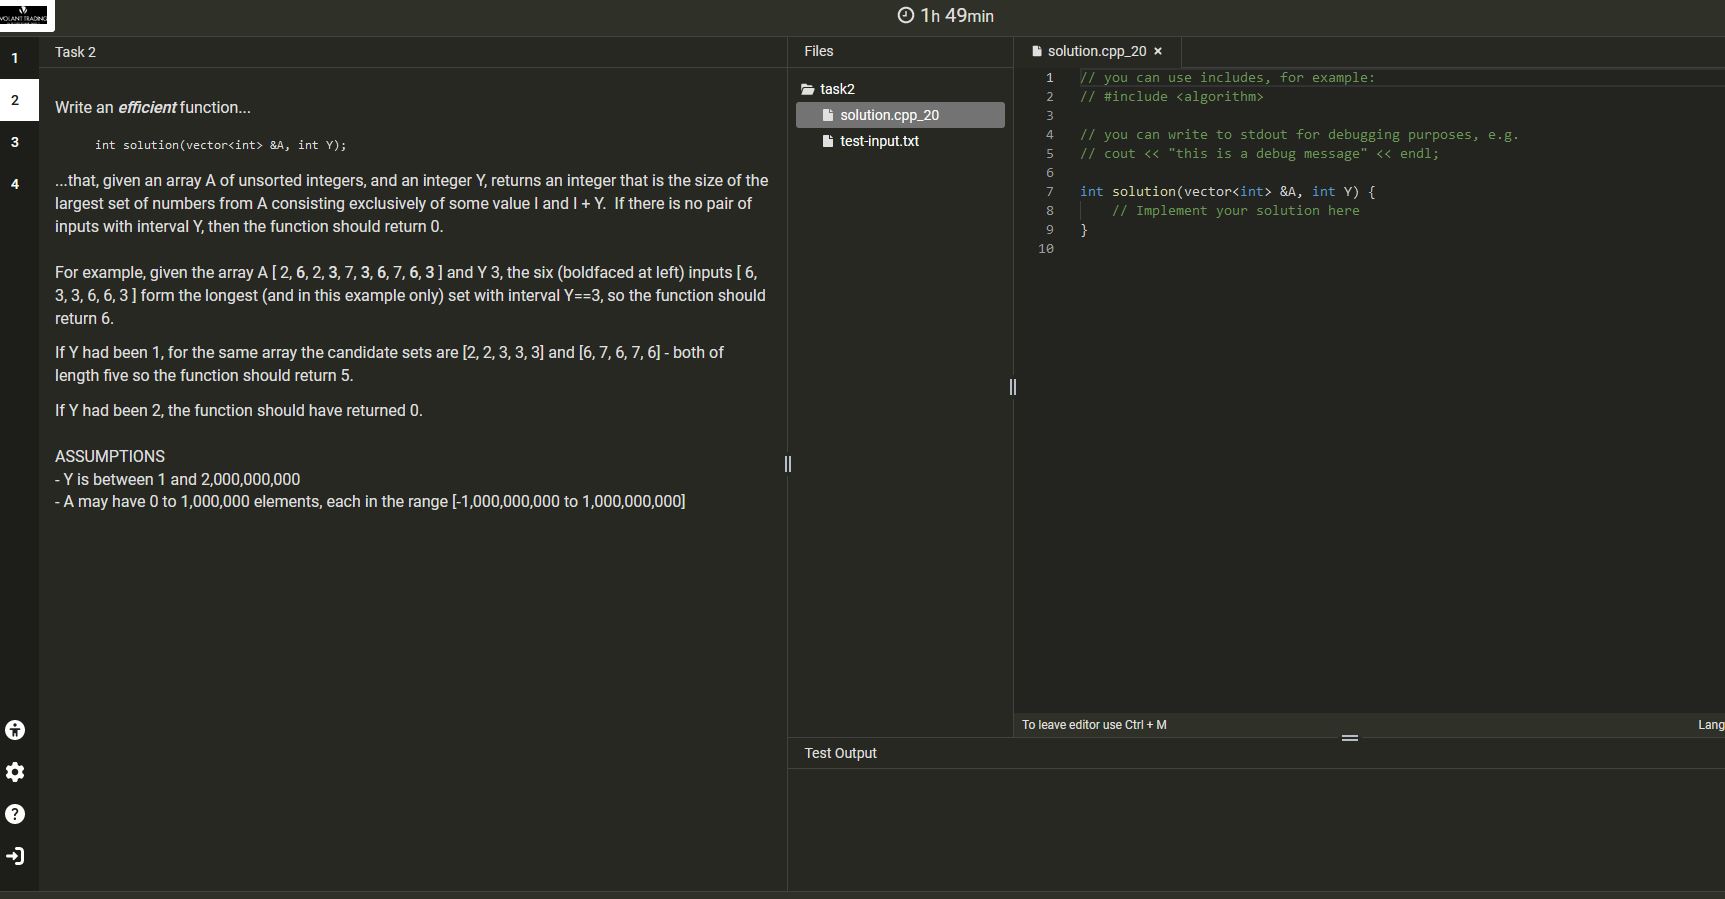 VOLANT TRADING
1h 49min
1
2
3
4
Task 2
Write an efficient function...
int solution(vector<int> &A, int Y);
...that, given an array A of unsorted integers, and an integer Y, returns an integer that is the size of the
largest set of numbers from A consisting exclusively of some value I and I + Y.  If there is no pair of
inputs with interval Y, then the function should return 0.
For example, given the array A [ 2, 6, 2, 3, 7, 3, 6, 7, 6, 3 ] and Y 3, the six (boldfaced at left) inputs [ 6,
3, 3, 6, 6, 3 ] form the longest (and in this example only) set with interval Y==3, so the function should
return 6.
If Y had been 1, for the same array the candidate sets are [2, 2, 3, 3, 3] and [6, 7, 6, 7, 6] - both of
length five so the function should return 5.
If Y had been 2, the function should have returned 0.
ASSUMPTIONS
- Y is between 1 and 2,000,000,000
- A may have 0 to 1,000,000 elements, each in the range [-1,000,000,000 to 1,000,000,000]
Files
task2
solution.cpp_20
test-input.txt
solution.cpp_20 ×
1 // you can use includes, for example:
2 // #include <algorithm>
3
4 // you can write to stdout for debugging purposes, e.g.
5 // cout << "this is a debug message" << endl;
6
7 int solution(vector<int> &A, int Y) {
8     // Implement your solution here
9 }
10
To leave editor use Ctrl + M
Lang
Test Output